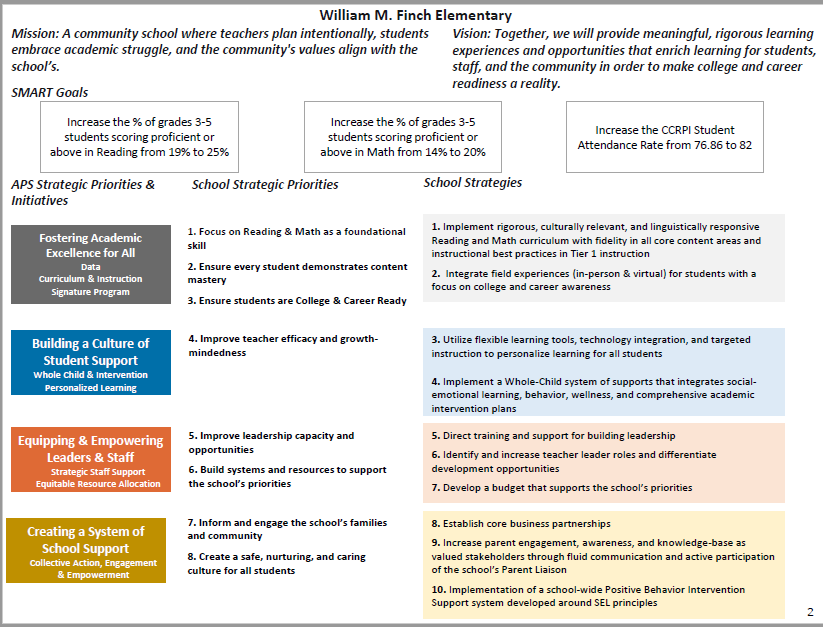 William M. Finch Elementary
Mission: A community school where teachers plan intentionally, students
embrace academic struggle, and the community's values align with the
school's.
Vision: Together, we will provide meaningful, rigorous learning
experiences and opportunities that enrich learning for students,
staff, and the community in order to make college and career
readiness a reality.
SMART Goals
Increase the % of grades 3-5
students scoring proficient or
above in Reading from 19% to 25%
Increase the % of grades 3-5
students scoring proficient or
above in Math from 14% to 20%
Increase the CCRPI Student
Attendance Rate from 76.86 to 82
APS Strategic Priorities &
Initiatives
School Strategic Priorities
School Strategies
Fostering Academic
Excellence for All
Data
Curriculum & Instruction
Signature Program
1. Focus on Reading & Math as a foundational
skill
2. Ensure every student demonstrates content
mastery
3. Ensure students are College & Career Ready
1. Implement rigorous, culturally relevant, and linguistically responsive
Reading and Math curriculum with fidelity in all core content areas and
instructional best practices in Tier 1 instruction
2. Integrate field experiences (in-person & virtual) for students with a
focus on college and career awareness
Building a Culture of
Student Support
Whole Child & Intervention
Personalized Learning
4. Improve teacher efficacy and growth-
mindedness
3. Utilize flexible learning tools, technology integration, and targeted
instruction to personalize learning for all students
4. Implement a Whole-Child system of supports that integrates social-
emotional learning, behavior, wellness, and comprehensive academic
intervention plans
Equipping & Empowering
Leaders & Staff
Strategic Staff Support
Equitable Resource Allocation
5. Improve leadership capacity and
opportunities
6. Build systems and resources to support
the school's priorities
5. Direct training and support for building leadership
6. Identify and increase teacher leader roles and differentiate
development opportunities
7. Develop a budget that supports the school's priorities
Creating a System of
School Support
Collective Action, Engagement
& Empowerment
7. Inform and engage the school's families
and community
8. Create a safe, nurturing, and caring
culture for all students
8. Establish core business partnerships
9. Increase parent engagement, awareness, and knowledge-base as
valued stakeholders through fluid communication and active participation
of the school's Parent Liaison
10. Implementation of a school-wide Positive Behavior Intervention
Support system developed around SEL principles
2